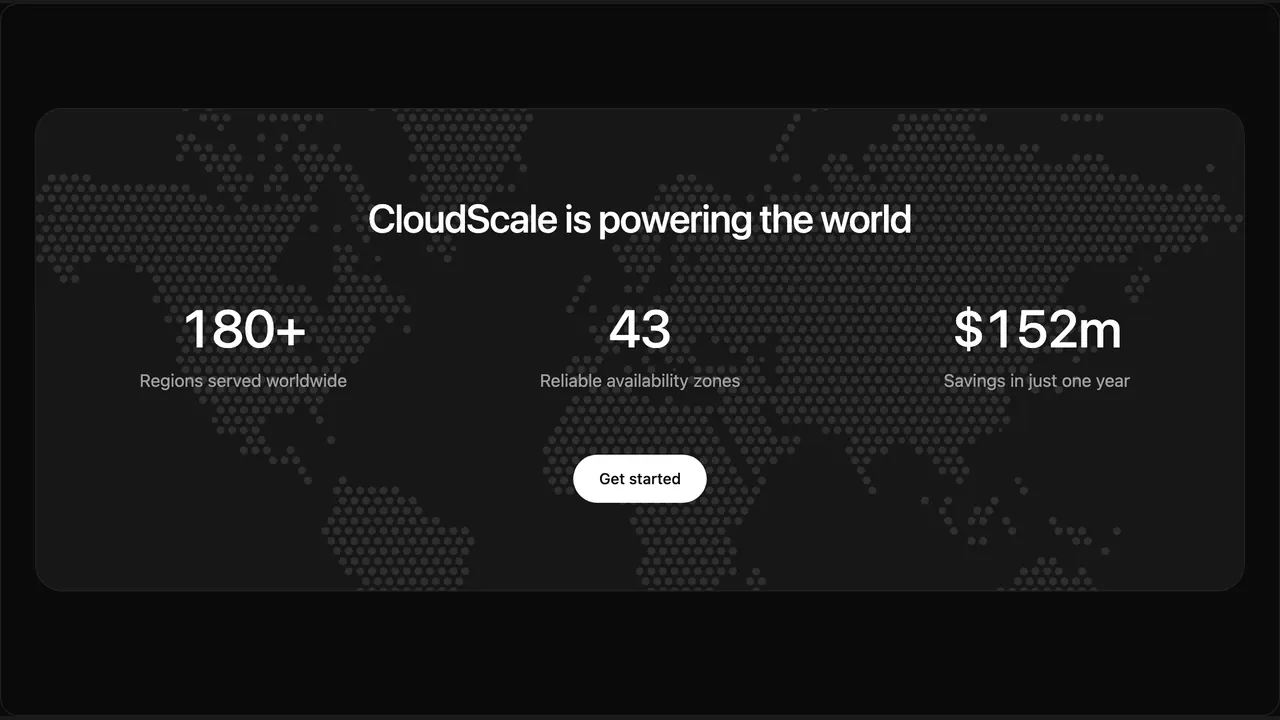 CloudScale is powering the world
180+
Regions served worldwide
43
Reliable availability zones
$152m
Savings in just one year
Get started